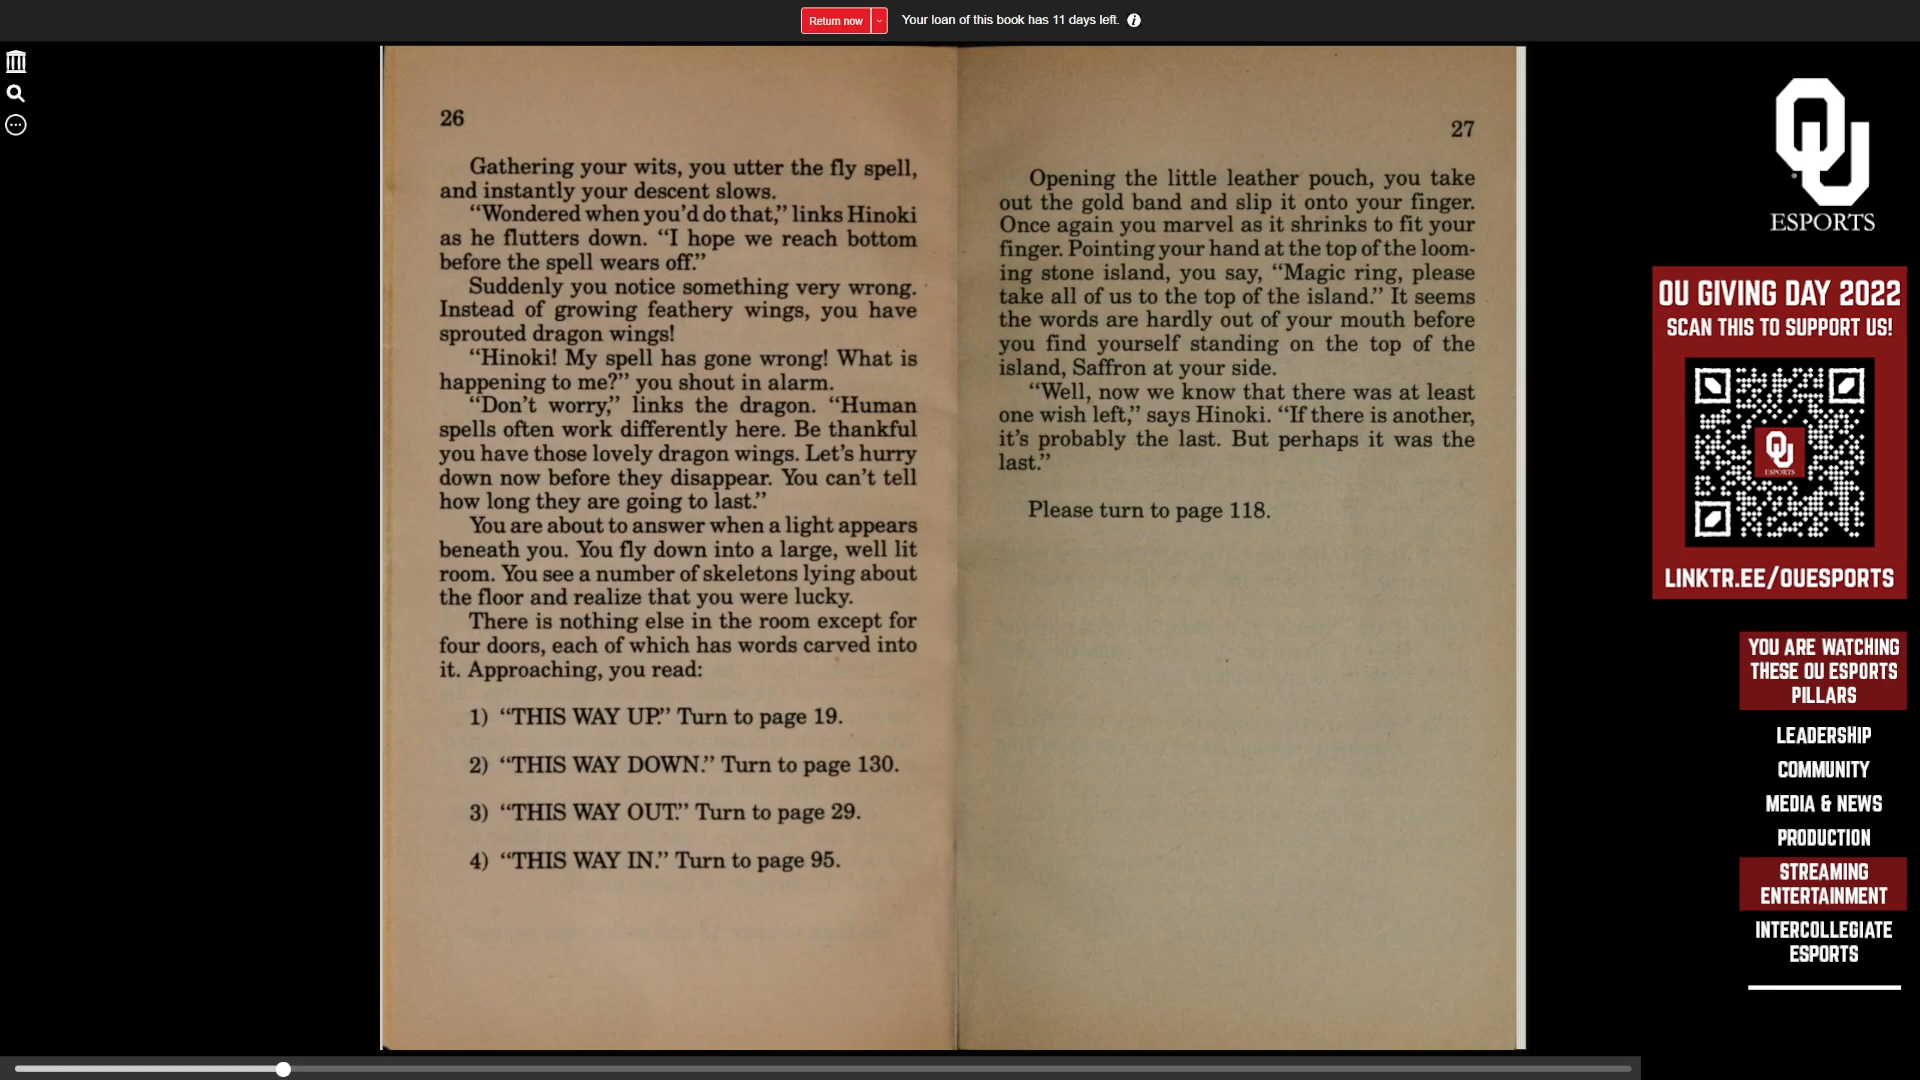 Return now
Your loan of this book has 11 days left.
26
Gathering your wits, you utter the fly spell,
and instantly your descent slows.
“Wondered when you’d do that,” links Hinoki
as he flutters down. “I hope we reach bottom
before the spell wears off.”
Suddenly you notice something very wrong.
Instead of growing feathery wings, you have
sprouted dragon wings!
“Hinoki! My spell has gone wrong! What is
happening to me?” you shout in alarm.
“Don’t worry,” links the dragon. “Human
spells often work differently here. Be thankful
you have those lovely dragon wings. Let’s hurry
down now before they disappear. You can’t tell
how long they are going to last.”
You are about to answer when a light appears
beneath you. You fly down into a large, well lit
room. You see a number of skeletons lying about
the floor and realize that you were lucky.
There is nothing else in the room except for
four doors, each of which has words carved into
it. Approaching, you read:
1) “THIS WAY UP.” Turn to page 19.
2) “THIS WAY DOWN.” Turn to page 130.
3) “THIS WAY OUT.” Turn to page 29.
4) “THIS WAY IN.” Turn to page 95.
27
Opening the little leather pouch, you take
out the gold band and slip it onto your finger.
Once again you marvel as it shrinks to fit your
finger. Pointing your hand at the top of the loom-
ing stone island, you say, “Magic ring, please
take all of us to the top of the island.” It seems
the words are hardly out of your mouth before
you find yourself standing on the top of the
island, Saffron at your side.
“Well, now we know that there was at least
one wish left,” says Hinoki. “If there is another,
it’s probably the last. But perhaps it was the
last.”
Please turn to page 118.
OU
ESPORTS
OU GIVING DAY 2022
SCAN THIS TO SUPPORT US!
OU
ESPORTS
LINKTR.EE/OUESPORTS
YOU ARE WATCHING
THESE OU ESPORTS
PILLARS
LEADERSHIP
COMMUNITY
MEDIA & NEWS
PRODUCTION
STREAMING
ENTERTAINMENT
INTERCOLLEGIATE
ESPORTS